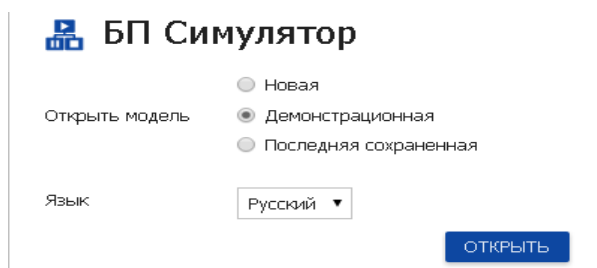 БП Симулятор
Новая
Открыть модель
Демонстрационная
Последняя сохраненная
Язык
Русский
ОТКРЫТЬ